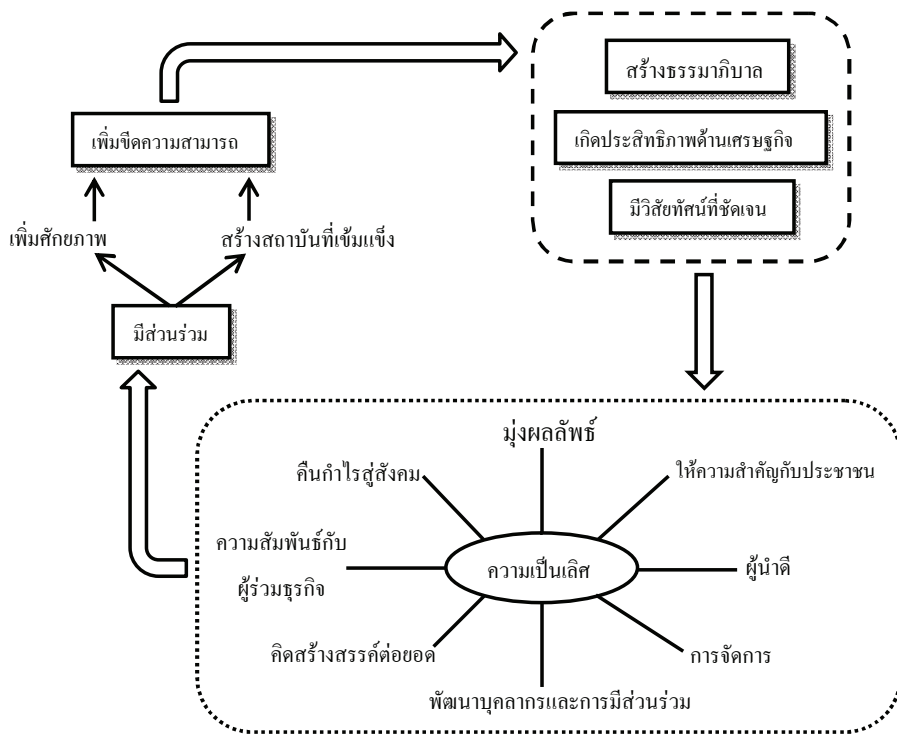 สร้างธรรมาภิบาล
เพิ่มขีดความสามารถ
เกิดประสิทธิภาพด้านเศรษฐกิจ
มีวิสัยทัศน์ที่ชัดเจน
เพิ่มศักยภาพ
สร้างสถาบันที่เข้มแข็ง
มีส่วนร่วม
มุ่งผลลัพธ์
คืนกำไรสู่สังคม
ให้ความสำคัญกับประชาชน
ความสัมพันธ์กับ
ผู้ร่วมธุรกิจ
ความเป็นเลิศ
ผู้นำดี
คิดสร้างสรรค์ต่อยอด
การจัดการ
พัฒนาบุคลากรและการมีส่วนร่วม